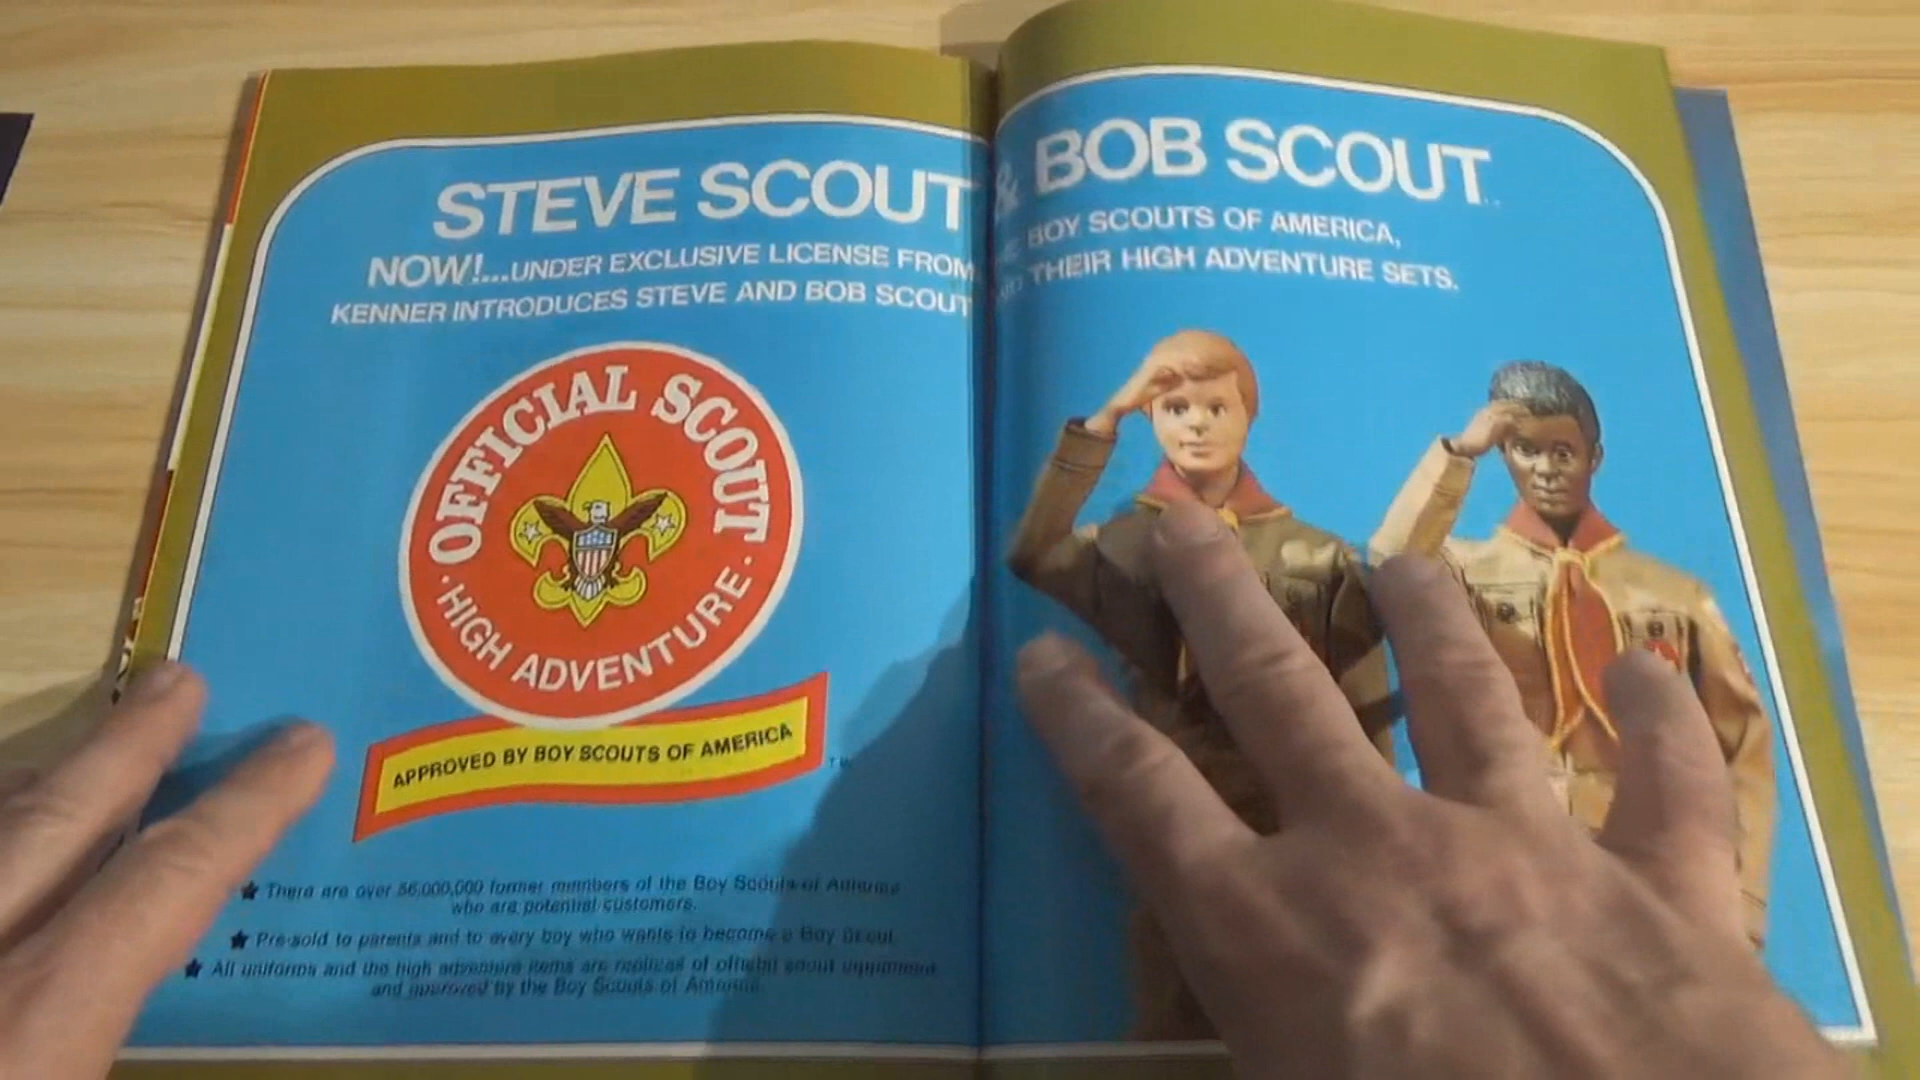 STEVE SCOUT & BOB SCOUT
NOW!...UNDER EXCLUSIVE LICENSE FROM BOY SCOUTS OF AMERICA,
KENNER INTRODUCES STEVE AND BOB SCOUT THEIR HIGH ADVENTURE SETS.
OFFICIAL SCOUT
· HIGH ADVENTURE ·
APPROVED BY BOY SCOUTS OF AMERICA
★ There are over 56,000,000 former members of the Boy Scouts of America
who are potential customers.
★ Pre-sold to parents and to every boy who wants to become a Boy Scout
★ All uniforms and the high adventure items are replicas of official scout equipment
and approved by the Boy Scouts of America.